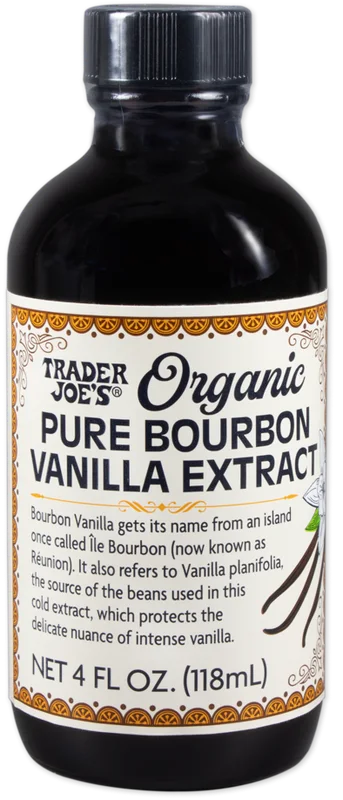 TRADER JOE'S® Organic
PURE BOURBON
VANILLA EXTRACT
Bourbon Vanilla gets its name from an island
once called Île Bourbon (now known as
Réunion). It also refers to Vanilla planifolia,
the source of the beans used in this
cold extract, which protects the
delicate nuance of intense vanilla.
NET 4 FL OZ. (118mL)